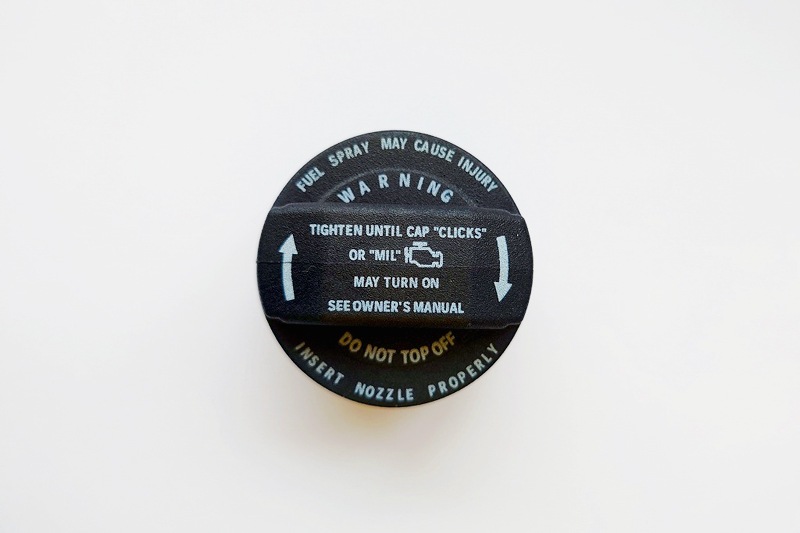 FUEL SPRAY MAY CAUSE INJURY
WARNING
TIGHTEN UNTIL CAP "CLICKS"
OR "MIL"
MAY TURN ON
SEE OWNER'S MANUAL
DO NOT TOP OFF
INSERT NOZZLE PROPERLY